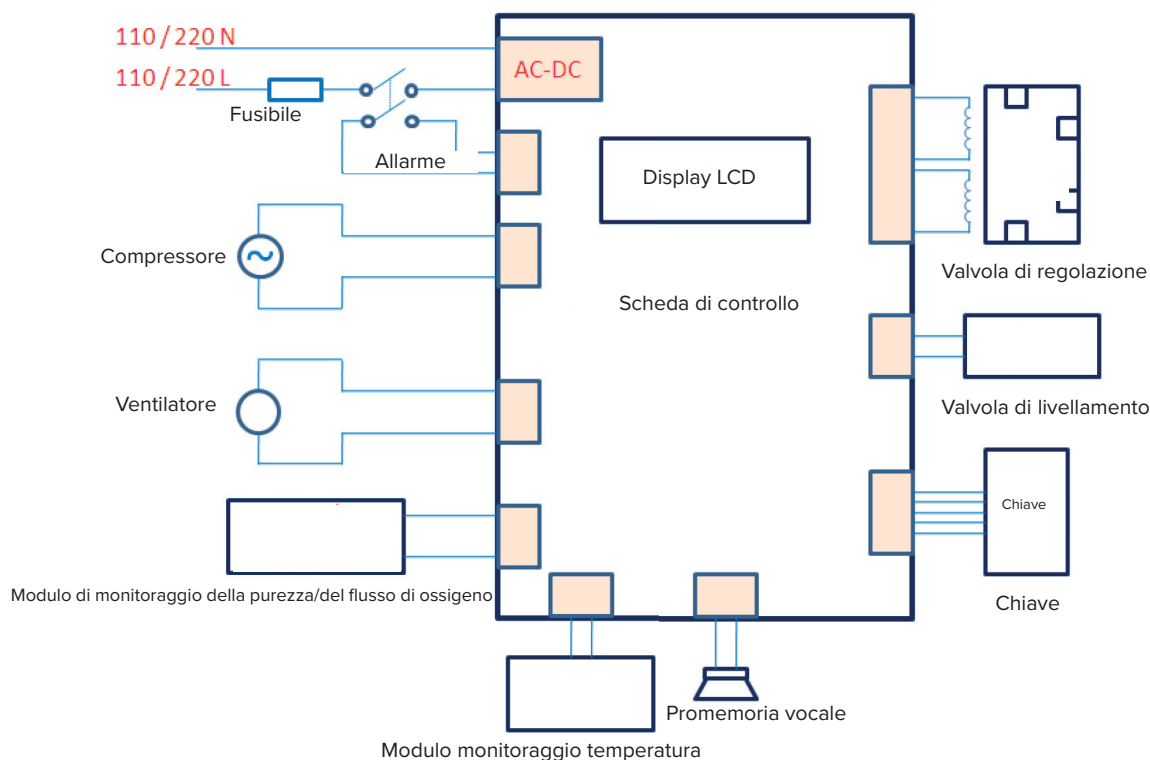 110 / 220 N
110 / 220 L
AC-DC
Fusibile
Allarme
Display LCD
Compressore
Valvola di regolazione
Scheda di controllo
Ventilatore
Valvola di livellamento
Chiave
Modulo di monitoraggio della purezza/del flusso di ossigeno
Chiave
Promemoria vocale
Modulo monitoraggio temperatura